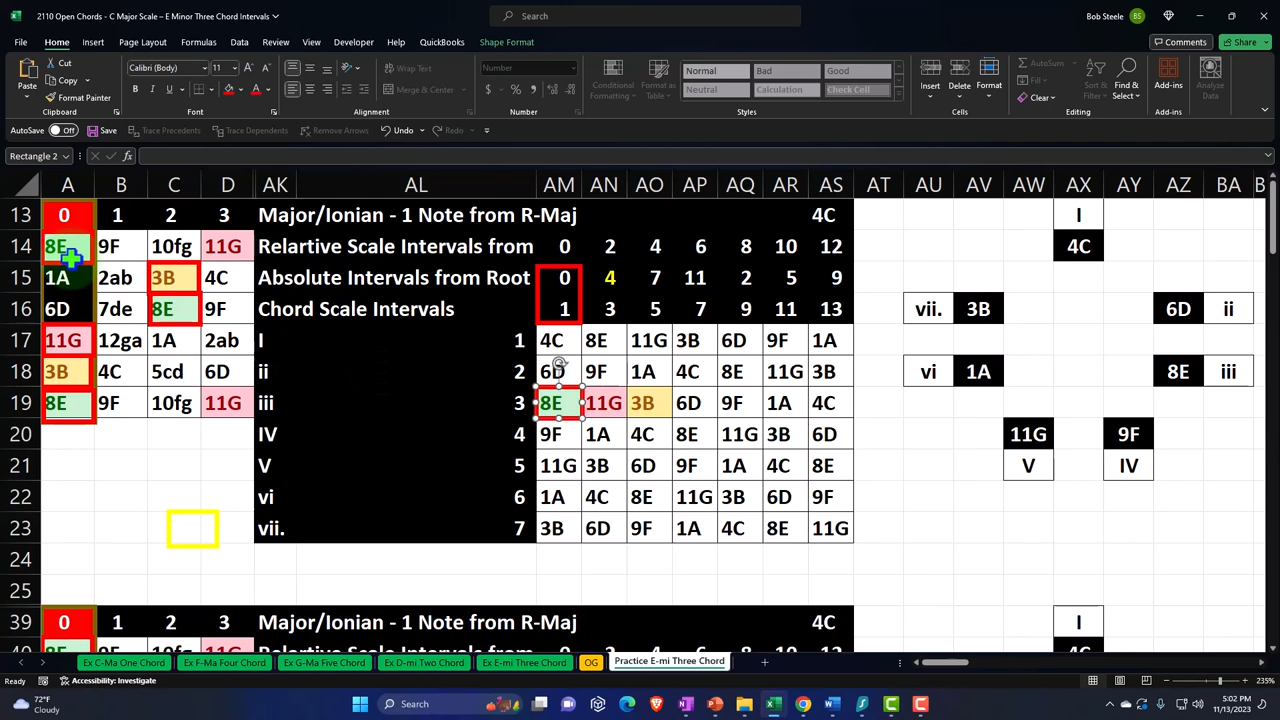 2110 Open Chords - C Major Scale – E Minor Three Chord Intervals
Search
Bob Steele
BS
File
Home
Insert
Page Layout
Formulas
Data
Review
View
Developer
Help
QuickBooks
Shape Format
Comments
Share
Paste
Cut
Copy
Format Painter
Clipboard
Calibri (Body)
11
Font
Wrap Text
Merge & Center
Alignment
Number
Number
Conditional Formatting
Format as Table
Normal
Bad
Good
Neutral
Calculation
Check Cell
Styles
Insert
Delete
Format
Cells
AutoSum
Fill
Clear
Sort & Filter
Find & Select
Editing
Add-ins
Add-ins
Analyze Data
AutoSave
Off
Save
Trace Precedents
Trace Dependents
Remove Arrows
Undo
Redo
Rectangle 2
fx
A B C D AK AL AM AN AO AP AQ AR AS AT AU AV AW AX AY AZ BA B
13 0 1 2 3 Major/Ionian - 1 Note from R-Maj 4C I
14 8E 9F 10fg 11G Relartive Scale Intervals from 0 2 4 6 8 10 12 4C
15 1A 2ab 3B 4C Absolute Intervals from Root 0 4 7 11 2 5 9
16 6D 7de 8E 9F Chord Scale Intervals 1 3 5 7 9 11 13 vii. 3B 6D ii
17 11G 12ga 1A 2ab I 1 4C 8E 11G 3B 6D 9F 1A
18 3B 4C 5cd 6D ii 2 6D 9F 1A 4C 8E 11G 3B vi 1A 8E iii
19 8E 9F 10fg 11G iii 3 8E 11G 3B 6D 9F 1A 4C
20 IV 4 9F 1A 4C 8E 11G 3B 6D 11G 9F
21 V 5 11G 3B 6D 9F 1A 4C 8E V IV
22 vi 6 1A 4C 8E 11G 3B 6D 9F
23 vii. 7 3B 6D 9F 1A 4C 8E 11G
24
25
39 0 1 2 3 Major/Ionian - 1 Note from R-Maj 4C I
Ex C-Ma One Chord
Ex F-Ma Four Chord
Ex G-Ma Five Chord
Ex D-mi Two Chord
Ex E-mi Three Chord
OG
Practice E-mi Three Chord
Ready
Accessibility: Investigate
235%
72°F
Cloudy
Search
5:02 PM
11/13/2023